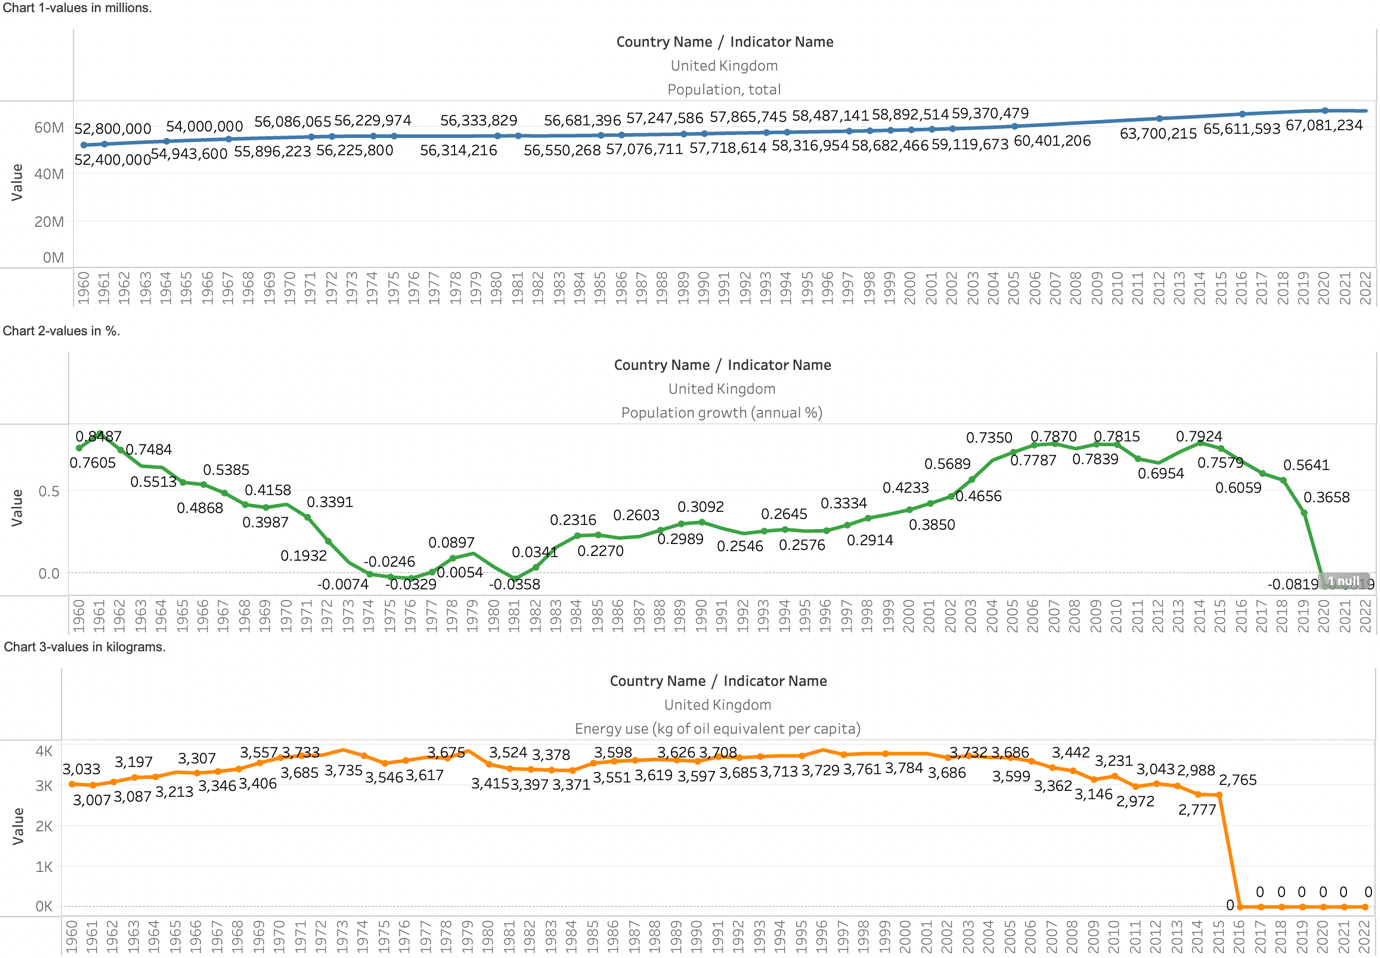 Chart 1-values in millions.
Country Name / Indicator Name
United Kingdom
Population, total
52,800,000 54,000,000 56,086,065 56,229,974 56,333,829 56,681,396 57,247,586 57,865,745 58,487,141 58,892,514 59,370,479
60M
52,400,000 54,943,600 55,896,223 56,225,800 56,314,216 56,550,268 57,076,711 57,718,614 58,316,954 58,682,466 59,119,673 60,401,206 63,700,215 65,611,593 67,081,234
40M
20M
0M
Value
1960 1961 1962 1963 1964 1965 1966 1967 1968 1969 1970 1971 1972 1973 1974 1975 1976 1977 1978 1979 1980 1981 1982 1983 1984 1985 1986 1987 1988 1989 1990 1991 1992 1993 1994 1995 1996 1997 1998 1999 2000 2001 2002 2003 2004 2005 2006 2007 2008 2009 2010 2011 2012 2013 2014 2015 2016 2017 2018 2019 2020 2021 2022
Chart 2-values in %.
Country Name / Indicator Name
United Kingdom
Population growth (annual %)
0.8487 0.7484 0.5385 0.4158 0.3391 -0.0246 0.0897 0.0341 0.2316 0.2603 0.3092 0.2645 0.3334 0.4233 0.5689 0.7350 0.7870 0.7815 0.7924 0.5641 0.3658
0.7605 0.5513 0.4868 0.3987 0.1932 -0.0074 -0.0329 0.0054 -0.0358 0.2270 0.2989 0.2546 0.2576 0.2914 0.3850 0.4656 0.7787 0.7839 0.6954 0.7579 0.6059 -0.0819
1 null
0.5
0.0
Value
1960 1961 1962 1963 1964 1965 1966 1967 1968 1969 1970 1971 1972 1973 1974 1975 1976 1977 1978 1979 1980 1981 1982 1983 1984 1985 1986 1987 1988 1989 1990 1991 1992 1993 1994 1995 1996 1997 1998 1999 2000 2001 2002 2003 2004 2005 2006 2007 2008 2009 2010 2011 2012 2013 2014 2015 2016 2017 2018 2019 2020 2021 2022
Chart 3-values in kilograms.
Country Name / Indicator Name
United Kingdom
Energy use (kg of oil equivalent per capita)
4K
3,033 3,197 3,307 3,557 3,733 3,675 3,524 3,378 3,598 3,626 3,708 3,732 3,686 3,442 3,231 3,043 2,988 2,765
3K
3,007 3,087 3,213 3,346 3,406 3,685 3,735 3,546 3,617 3,415 3,397 3,371 3,551 3,619 3,597 3,685 3,713 3,729 3,761 3,784 3,686 3,599 3,362 3,146 2,972 2,777
2K
1K
0K
0 0 0 0 0 0 0
Value
1960 1961 1962 1963 1964 1965 1966 1967 1968 1969 1970 1971 1972 1973 1974 1975 1976 1977 1978 1979 1980 1981 1982 1983 1984 1985 1986 1987 1988 1989 1990 1991 1992 1993 1994 1995 1996 1997 1998 1999 2000 2001 2002 2003 2004 2005 2006 2007 2008 2009 2010 2011 2012 2013 2014 2015 2016 2017 2018 2019 2020 2021 2022